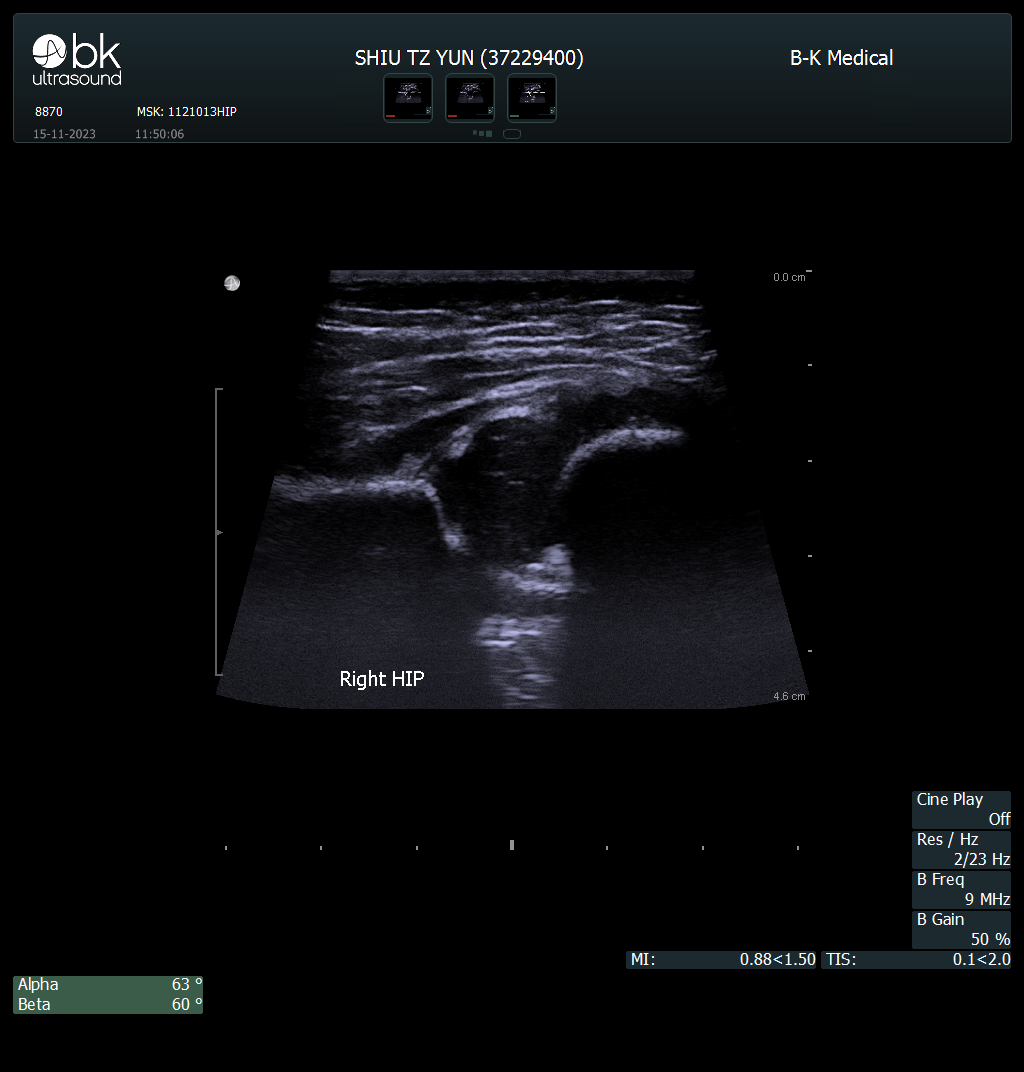 bk
ultrasound
SHIU TZ YUN (37229400)
B-K Medical
8870
MSK: 1121013HIP
15-11-2023
11:50:06
0.0 cm
Right HIP
4.6 cm
Cine Play
Off
Res / Hz
2/23 Hz
B Freq
9 MHz
B Gain
50 %
MI: 0.88<1.50
TIS: 0.1<2.0
Alpha 63 °
Beta 60 °